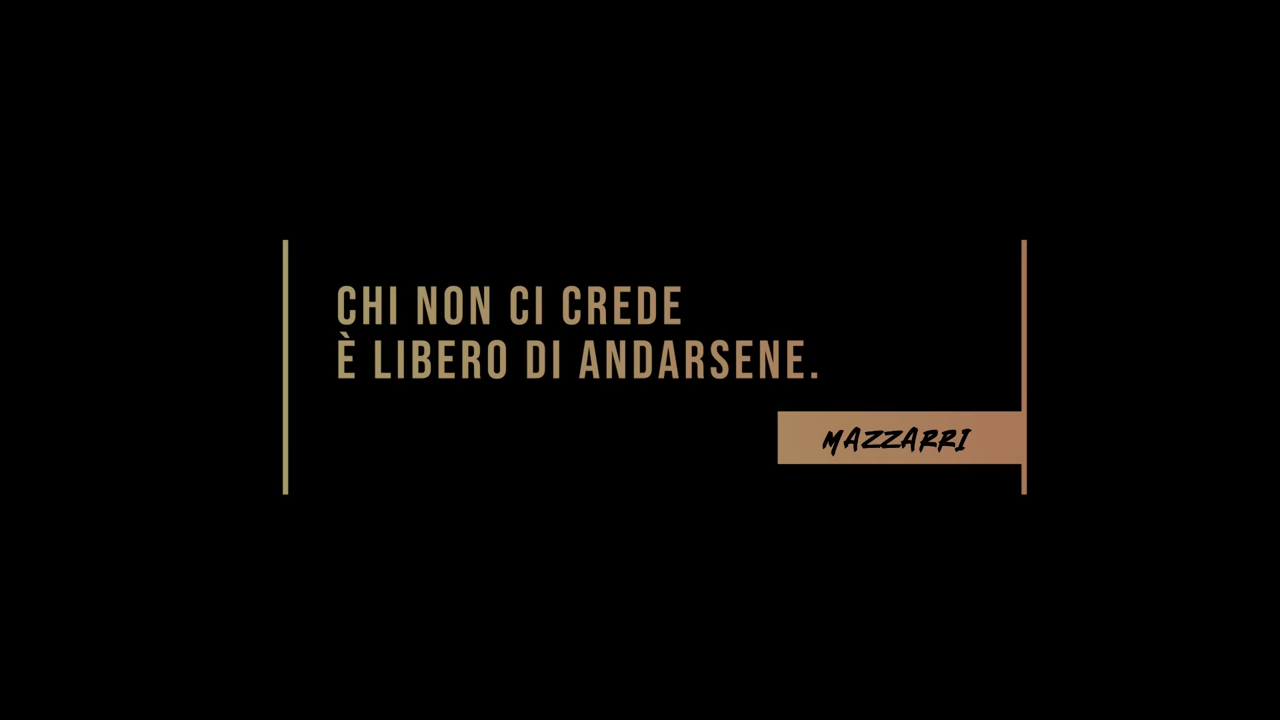 CHI NON CI CREDE
È LIBERO DI ANDARSENE.
MAZZARRI